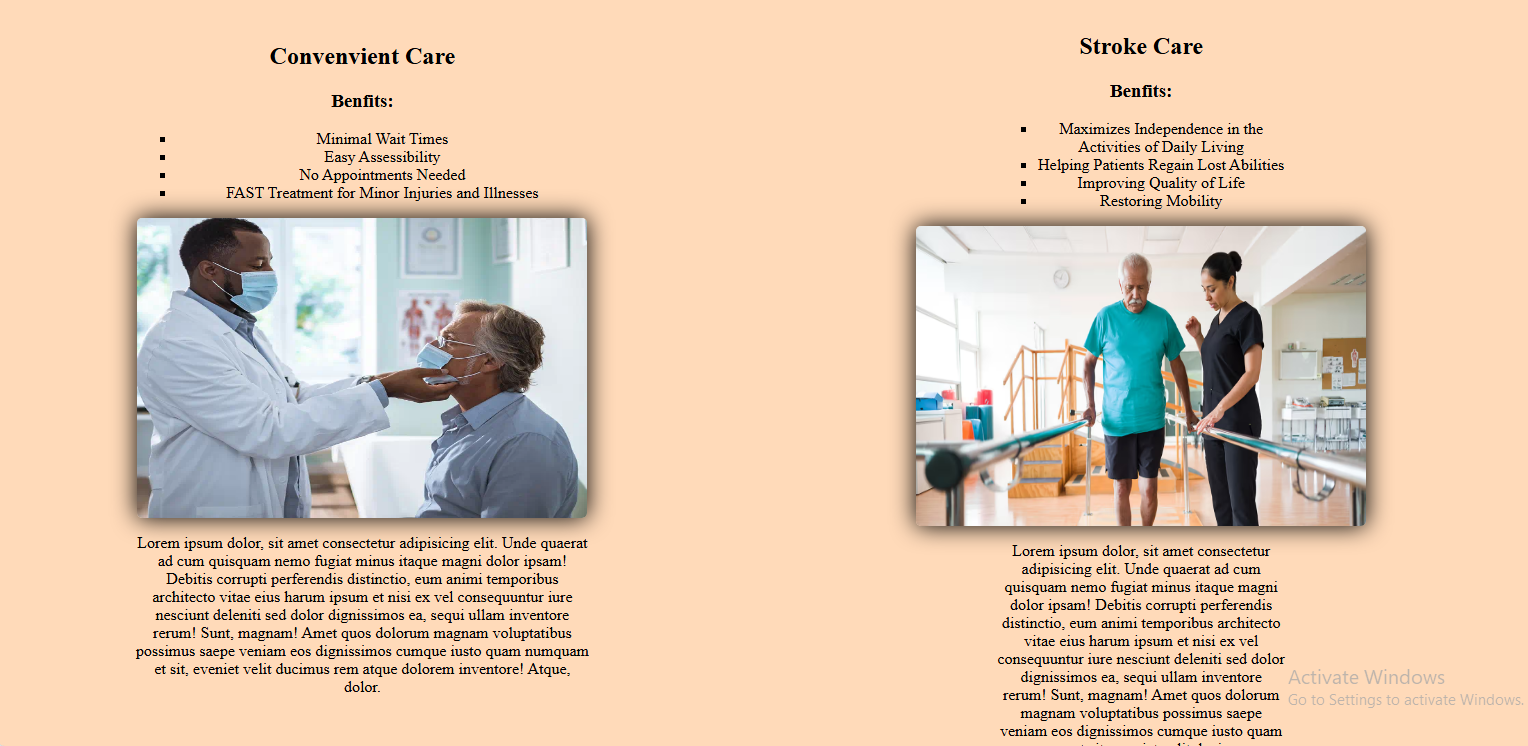 Convenvient Care
Benfits:
Minimal Wait Times
Easy Assessibility
No Appointments Needed
FAST Treatment for Minor Injuries and Illnesses
Lorem ipsum dolor, sit amet consectetur adipisicing elit. Unde quaerat
ad cum quisquam nemo fugiat minus itaque magni dolor ipsam!
Debitis corrupti perferendis distinctio, eum animi temporibus
architecto vitae eius harum ipsum et nisi ex vel consequuntur iure
nesciunt deleniti sed dolor dignissimos ea, sequi ullam inventore
rerum! Sunt, magnam! Amet quos dolorum magnam voluptatibus
possimus saepe veniam eos dignissimos cumque iusto quam numquam
et sit, eveniet velit ducimus rem atque dolorem inventore! Atque,
dolor.
Stroke Care
Benfits:
Maximizes Independence in the
Activities of Daily Living
Helping Patients Regain Lost Abilities
Improving Quality of Life
Restoring Mobility
Lorem ipsum dolor, sit amet consectetur
adipisicing elit. Unde quaerat ad cum
quisquam nemo fugiat minus itaque magni
dolor ipsam! Debitis corrupti perferendis
distinctio, eum animi temporibus architecto
vitae eius harum ipsum et nisi ex vel
consequuntur iure nesciunt deleniti sed dolor
dignissimos ea, sequi ullam inventore
rerum! Sunt, magnam! Amet quos dolorum
magnam voluptatibus possimus saepe
veniam eos dignissimos cumque iusto quam
Activate Windows
Go to Settings to activate Windows.